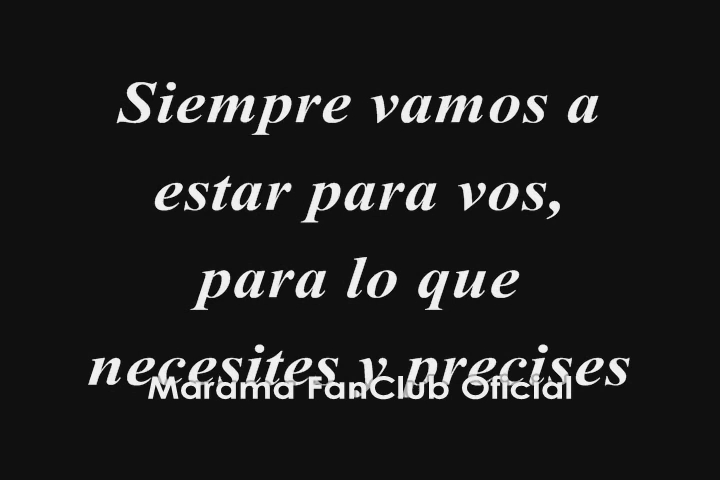 Siempre vamos a
estar para vos,
para lo que
necesites y precises
Marama FanClub Oficial